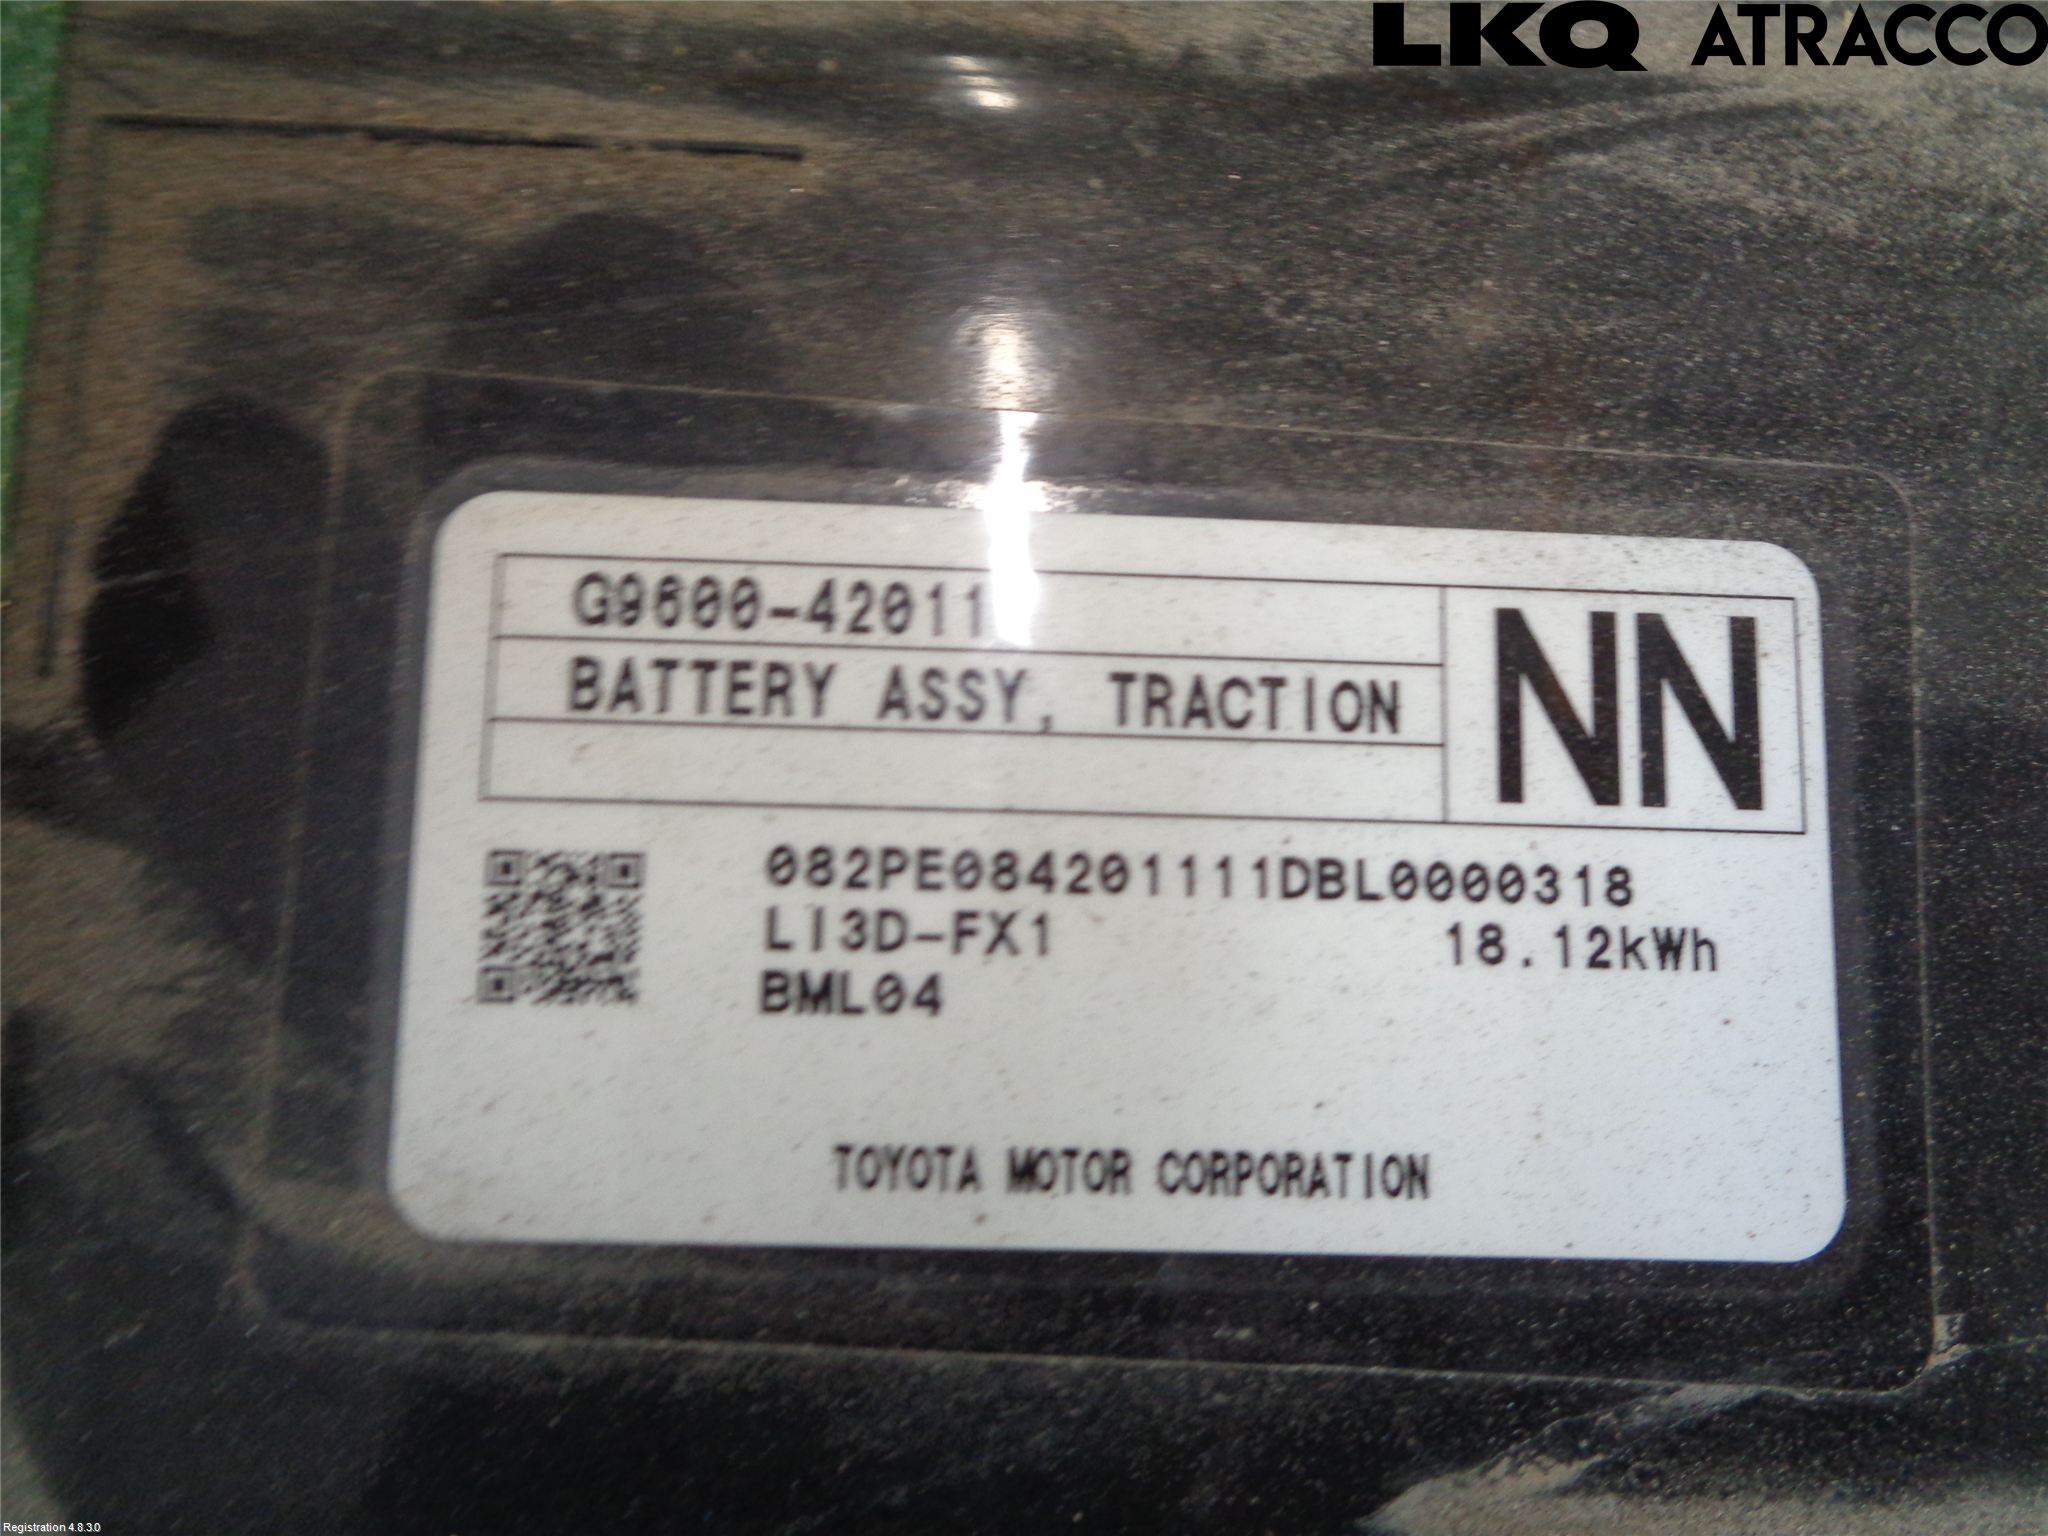 LKQ ATRACCO
G9600-42011
BATTERY ASSY, TRACTION
NN
082PE084201111DBL0000318
LI3D-FX1 18.12kWh
BML04
TOYOTA MOTOR CORPORATION
Registration 4.8.3.0